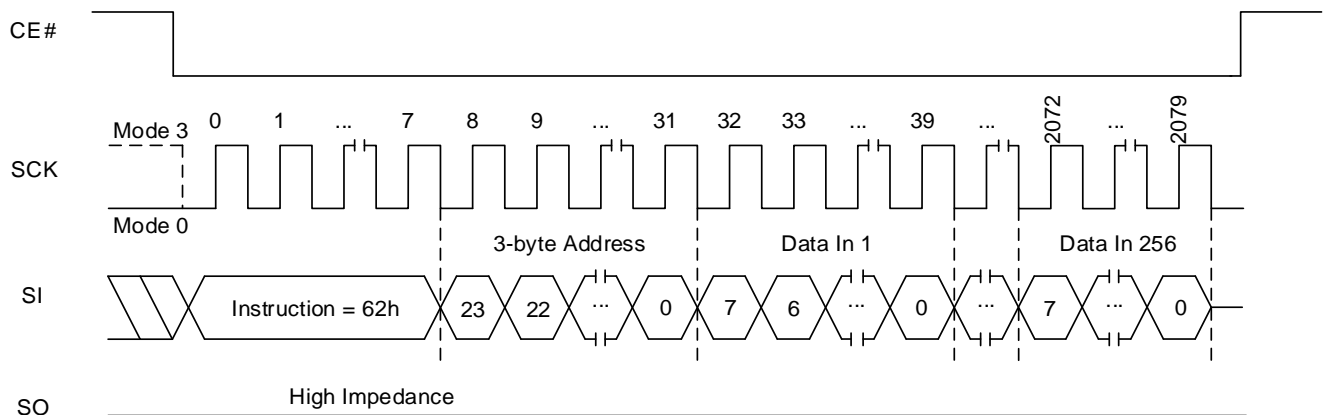 CE#
Mode 3
0 1 ... 7 8 9 ... 31 32 33 ... 39 ... 2072 ... 2079
SCK
Mode 0
3-byte Address Data In 1 Data In 256
SI Instruction = 62h 23 22 ... 0 7 6 ... 0 ... 7 ... 0
High Impedance
SO